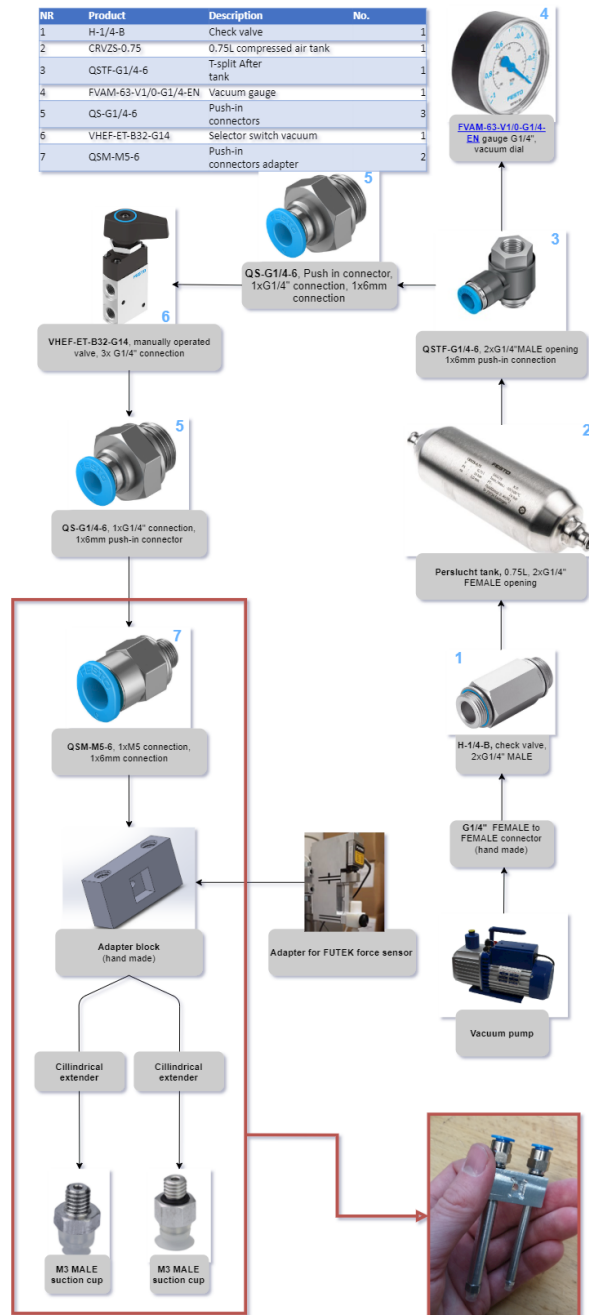 NR Product Description No.
1 H-1/4-B Check valve 1
2 CRVZS-0.75 0.75L compressed air tank 1
3 QSTF-G1/4-6 T-split After
tank 1
4 FVAM-63-V1/0-G1/4-EN Vacuum gauge 1
5 QS-G1/4-6 Push-in
connectors 3
6 VHEF-ET-B32-G14 Selector switch vacuum 1
7 QSM-M5-6 Push-in
connectors adapter 2
4
FESTO
FVAM-63-V1/0-G1/4-
EN gauge G1/4",
vacuum dial
5
QS-G1/4-6, Push in connector,
1xG1/4" connection, 1x6mm
connection
3
QSTF-G1/4-6, 2xG1/4"MALE opening
1x6mm push-in connection
6
VHEF-ET-B32-G14, manually operated
valve, 3x G1/4" connection
5
QS-G1/4-6, 1xG1/4" connection,
1x6mm push-in connector
2
FESTO
Perslucht tank, 0.75L, 2xG1/4"
FEMALE opening
7
QSM-M5-6, 1xM5 connection,
1x6mm connection
1
H-1/4-B, check valve,
2xG1/4" MALE
G1/4" FEMALE to
FEMALE connector
(hand made)
Adapter block
(hand made)
Adapter for FUTEK force sensor
Vacuum pump
Cillindrical
extender
Cillindrical
extender
M3 MALE
suction cup
M3 MALE
suction cup